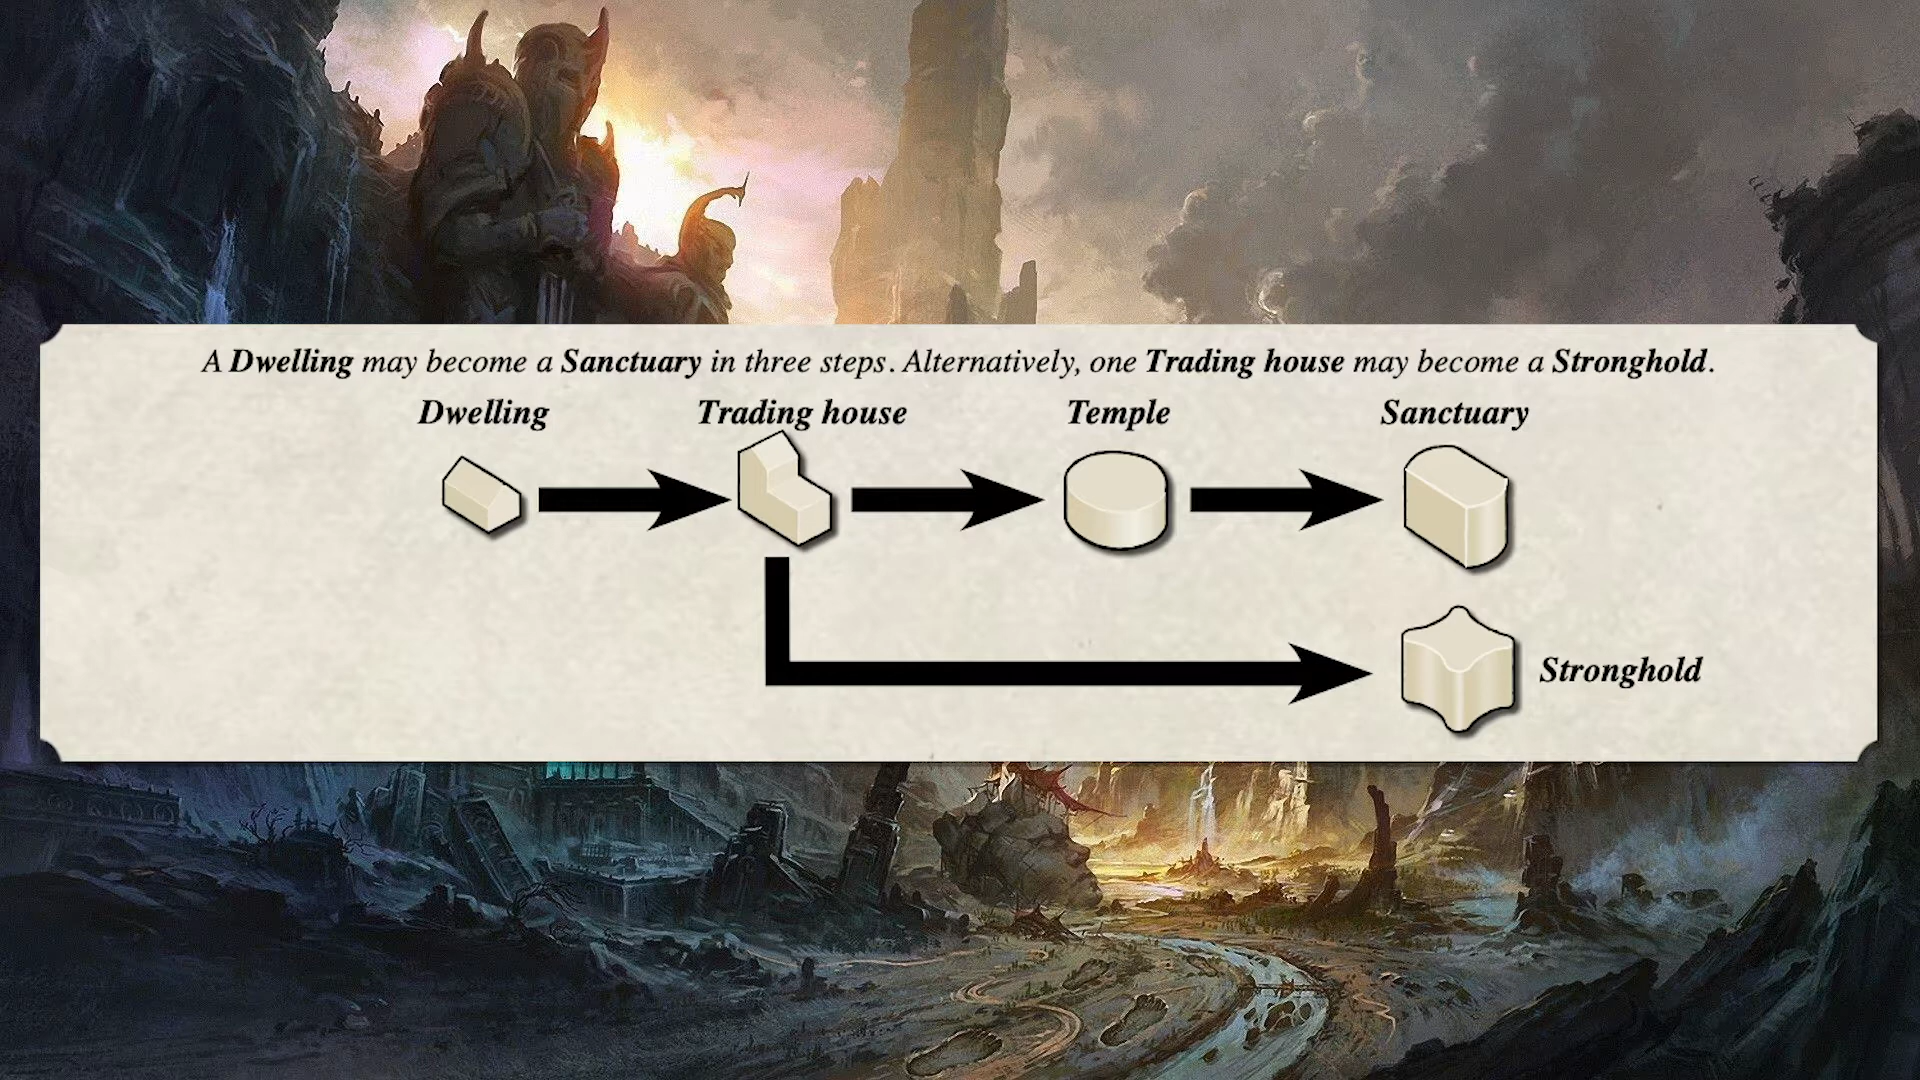 A Dwelling may become a Sanctuary in three steps. Alternatively, one Trading house may become a Stronghold.
Dwelling Trading house Temple Sanctuary
Stronghold